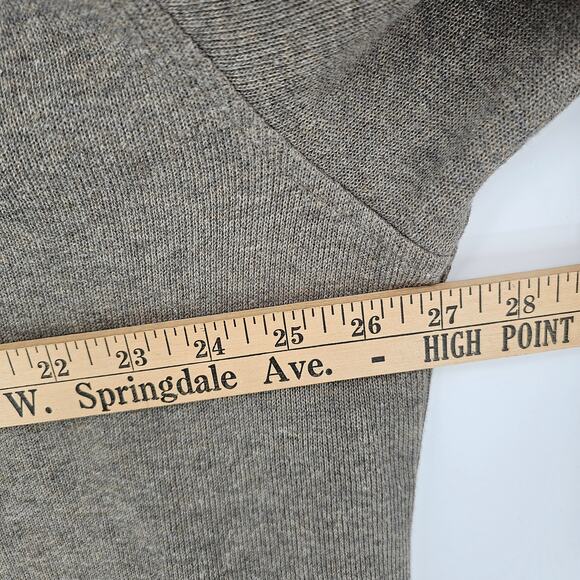 22 23 24 25 26 27 28
W. Springdale Ave. - HIGH POINT